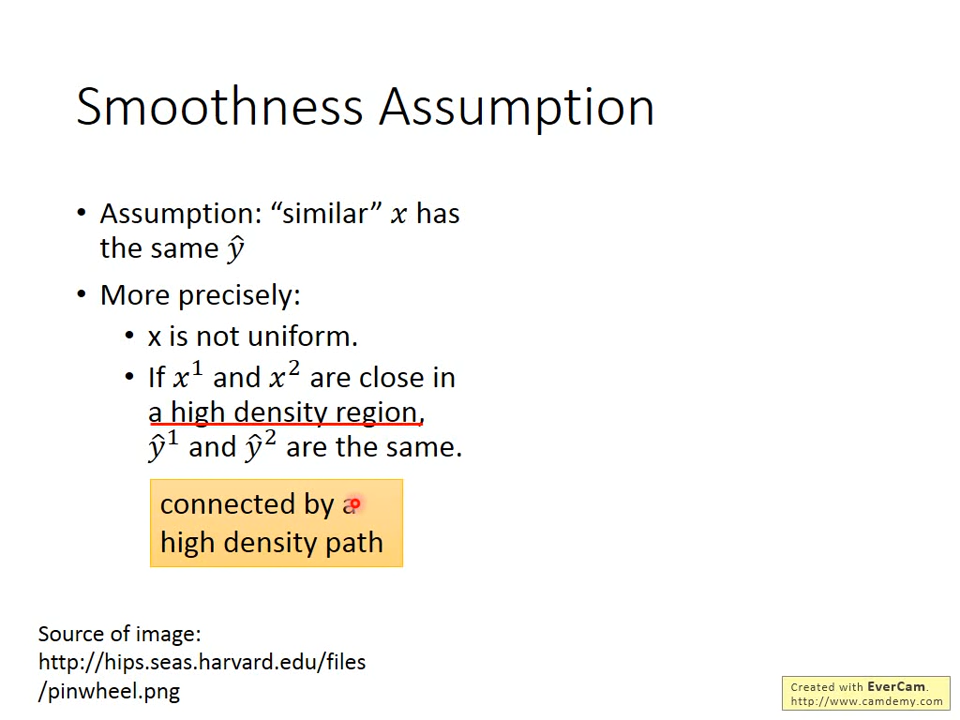 Smoothness Assumption
• Assumption: “similar” 𝑥 has
the same ŷ
• More precisely:
• x is not uniform.
• If 𝑥¹ and 𝑥² are close in
a high density region,
ŷ¹ and ŷ² are the same.
connected by a
high density path
Source of image:
http://hips.seas.harvard.edu/files
/pinwheel.png
Created with EverCam.
http://www.camdemy.com